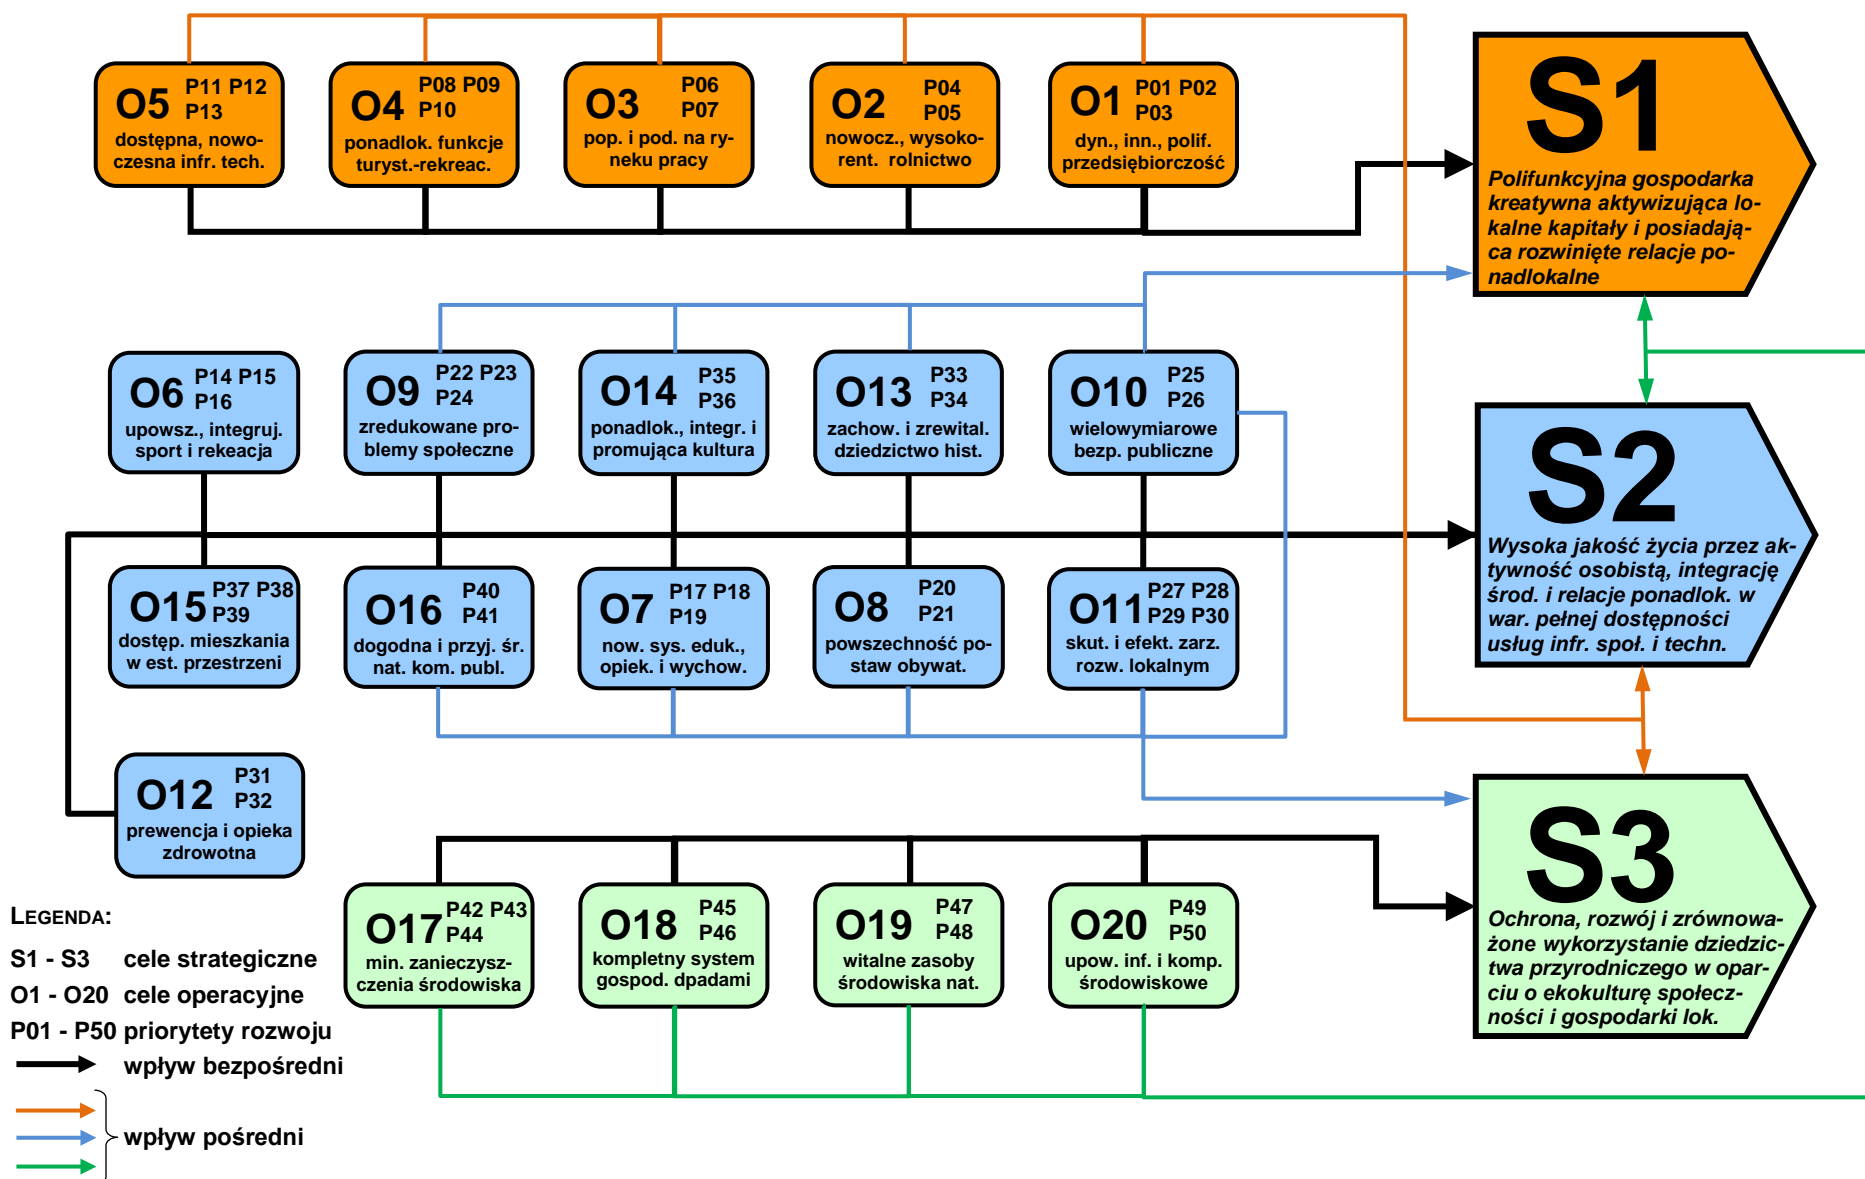 O5 P11 P12
P13
dostępna, nowo-
czesna infr. tech.
O4 P08 P09
P10
ponadlok. funkcje
turyst.-rekreac.
O3 P06
P07
pop. i pod. na ry-
neku pracy
O2 P04
P05
nowocz., wysoko-
rent. rolnictwo
O1 P01 P02
P03
dyn., inn., polif.
przedsiębiorczość
S1
Polifunkcyjna gospodarka
kreatywna aktywizująca lo-
kalne kapitały i posiadają-
ca rozwinięte relacje po-
nadlokalne
O6 P14 P15
P16
upowsz., integruj.
sport i rekeacja
O9 P22 P23
P24
zredukowane pro-
blemy społeczne
O14 P35
P36
ponadlok., integr. i
promująca kultura
O13 P33
P34
zachow. i zrewital.
dziedzictwo hist.
O10 P25
P26
wielowymiarowe
bezp. publiczne
S2
Wysoka jakość życia przez ak-
tywność osobistą, integrację
środ. i relacje ponadlok. w
war. pełnej dostępności
usług infr. społ. i techn.
O15 P37 P38
P39
dostęp. mieszkania
w est. przestrzeni
O16 P40
P41
dogodna i przyj. śr.
nat. kom. publ.
O7 P17 P18
P19
now. sys. eduk.,
opiek. i wychow.
O8 P20
P21
powszechność po-
staw obywat.
O11 P27 P28
P29 P30
skut. i efekt. zarz.
rozw. lokalnym
O12 P31
P32
prewencja i opieka
zdrowotna
S3
Ochrona, rozwój i zrównowa-
żone wykorzystanie dziedzic-
twa przyrodniczego w opar-
ciu o ekokulturę społecz-
ności i gospodarki lok.
O17 P42 P43
P44
min. zanieczysz-
czenia środowiska
O18 P45
P46
kompletny system
gospod. dpadami
O19 P47
P48
witalne zasoby
środowiska nat.
O20 P49
P50
upow. inf. i komp.
środowiskowe
LEGENDA:
S1 - S3 cele strategiczne
O1 - O20 cele operacyjne
P01 - P50 priorytety rozwoju
wpływ bezpośredni
wpływ pośredni